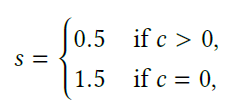 s = { 0.5 if c > 0,
1.5 if c = 0,